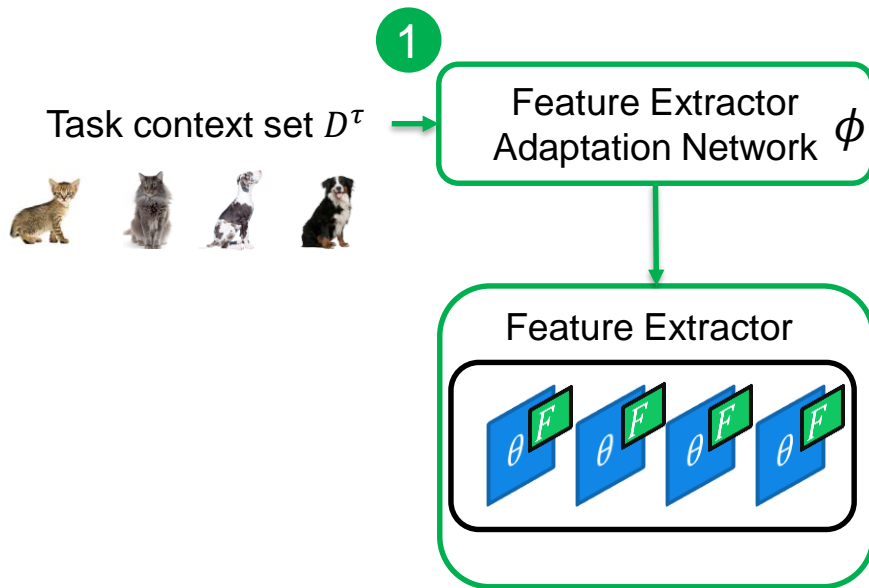 1
Task context set D^τ
Feature Extractor
Adaptation Network ϕ
Feature Extractor
θ F θ F θ F θ F